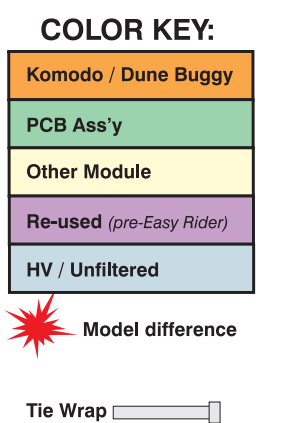 COLOR KEY:
Komodo / Dune Buggy
PCB Ass'y
Other Module
Re-used (pre-Easy Rider)
HV / Unfiltered
Model difference
Tie Wrap